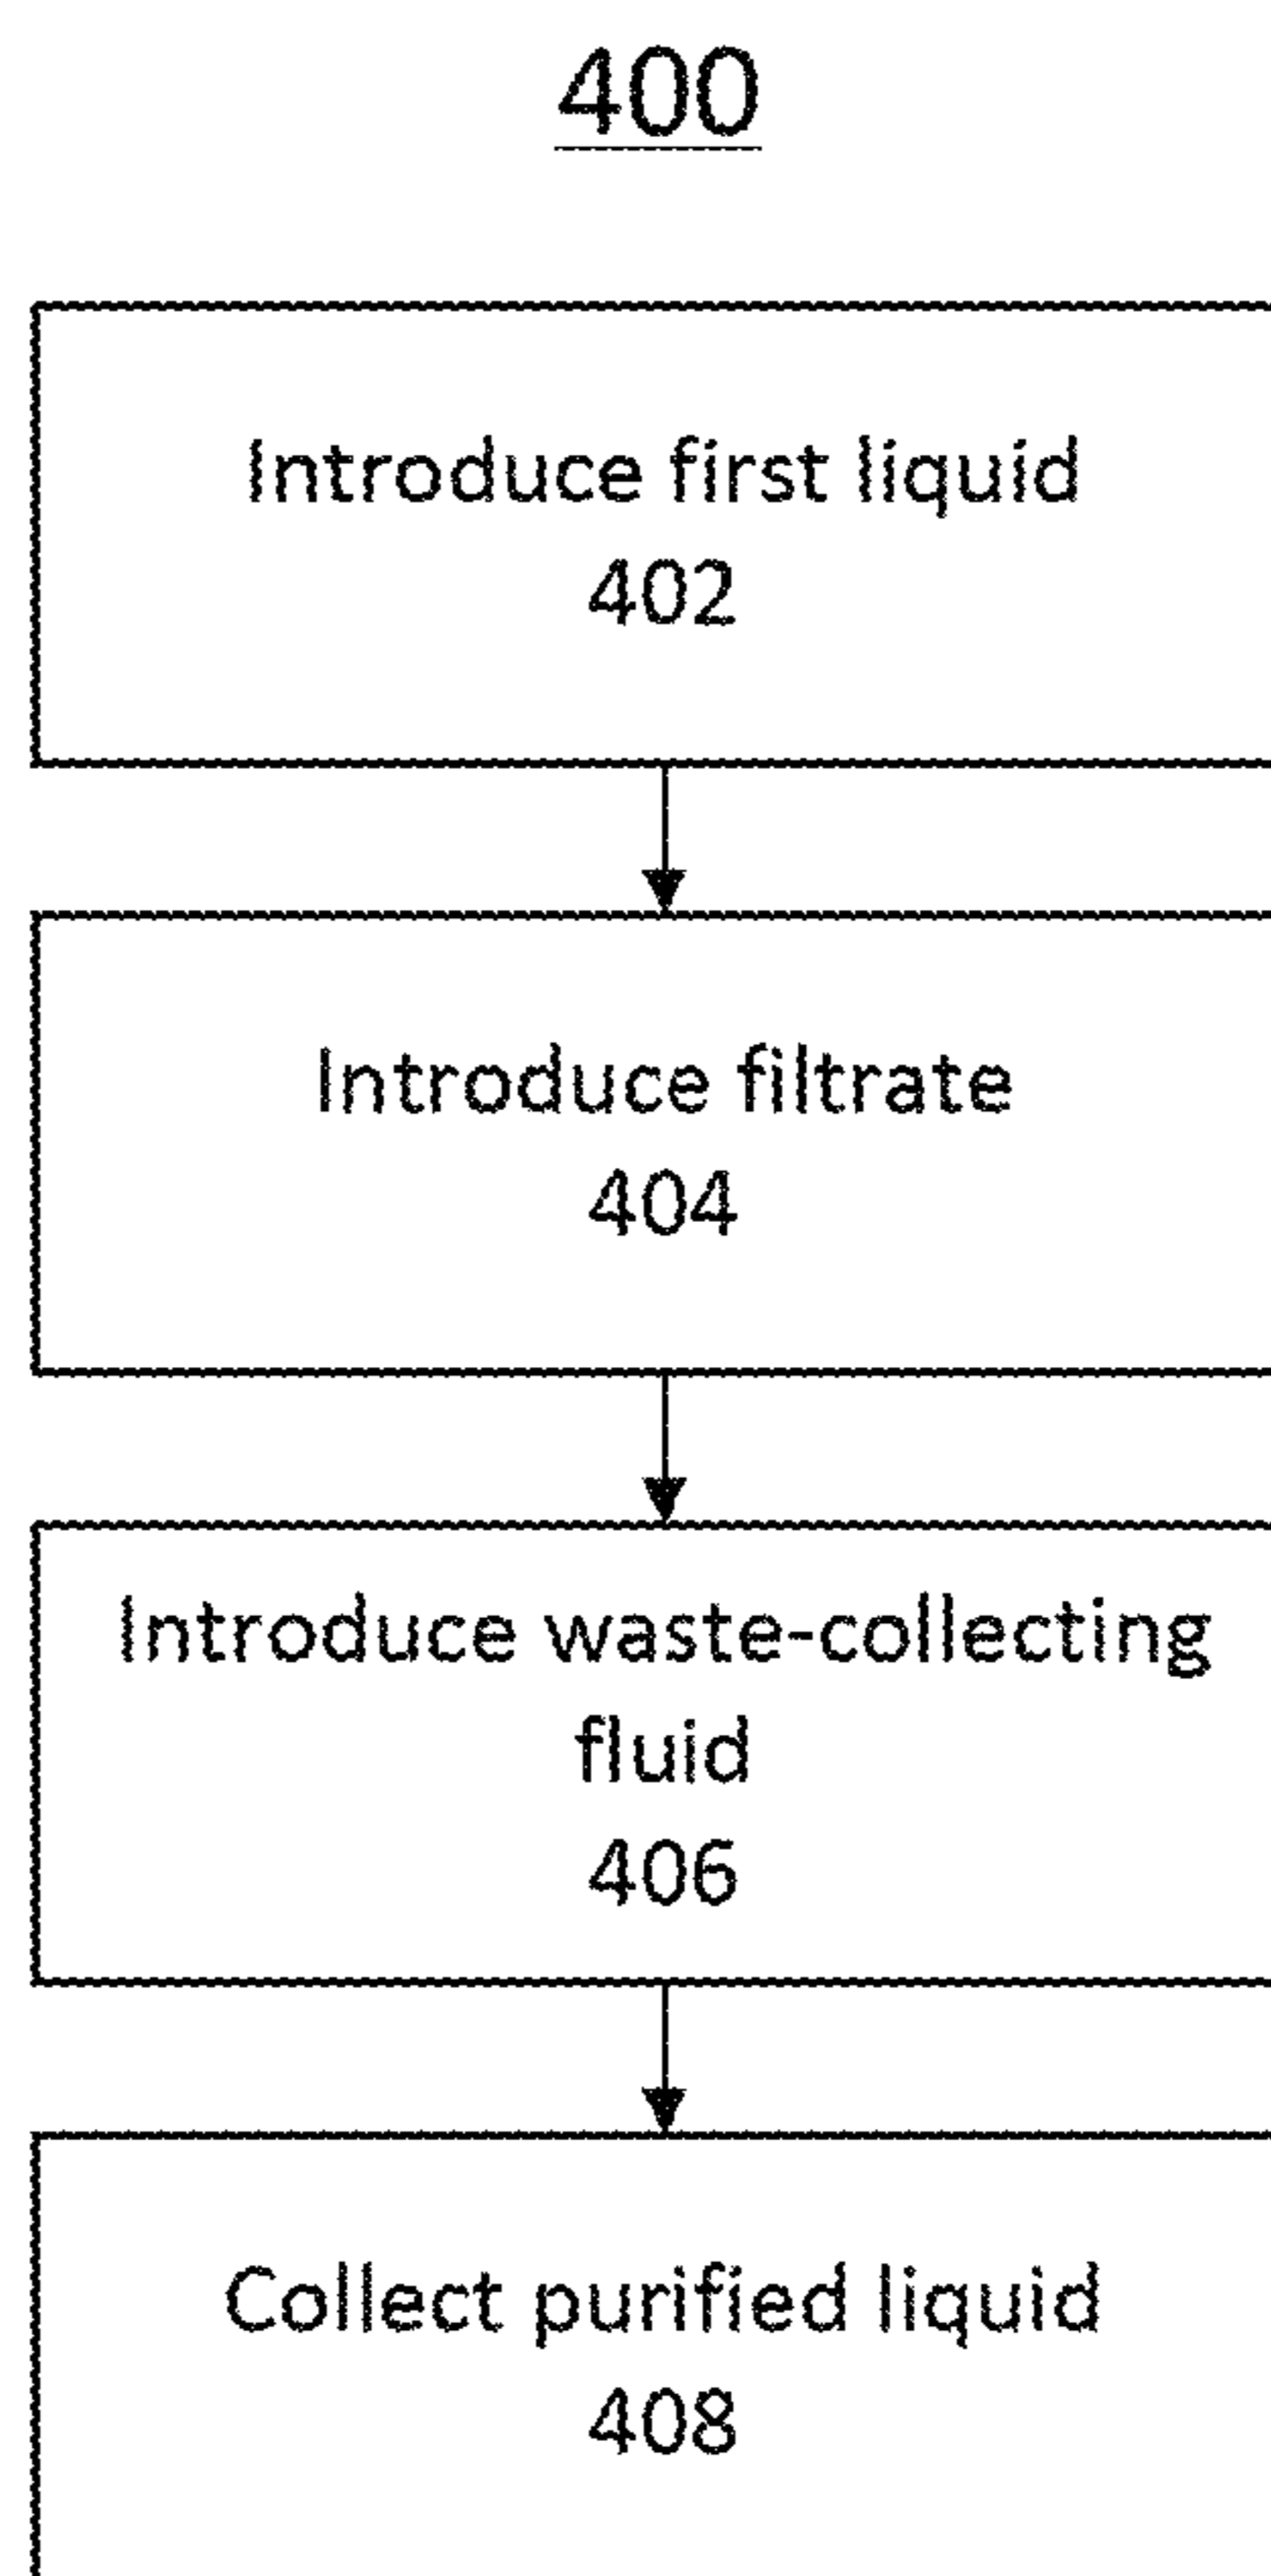 400
Introduce first liquid
402
Introduce filtrate
404
Introduce waste-collecting
fluid
406
Collect purified liquid
408